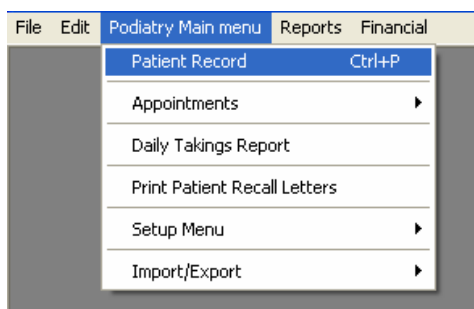 File Edit Podiatry Main menu Reports Financial
Patient Record Ctrl+P
Appointments
Daily Takings Report
Print Patient Recall Letters
Setup Menu
Import/Export